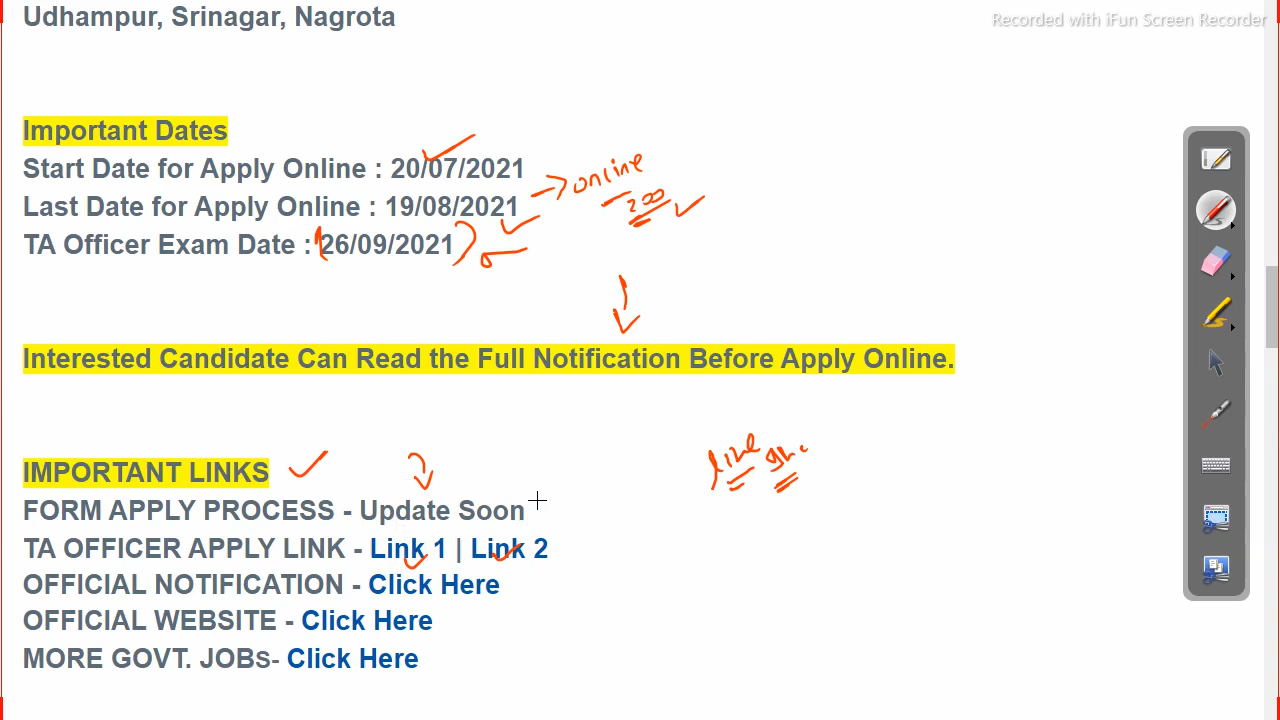 Udhampur, Srinagar, Nagrota
Recorded with iFun Screen Recorder
Important Dates
Start Date for Apply Online : 20/07/2021
online
200
Last Date for Apply Online : 19/08/2021
TA Officer Exam Date : 26/09/2021
Interested Candidate Can Read the Full Notification Before Apply Online.
IMPORTANT LINKS
FORM APPLY PROCESS - Update Soon
TA OFFICER APPLY LINK - Link 1 | Link 2
OFFICIAL NOTIFICATION - Click Here
OFFICIAL WEBSITE - Click Here
MORE GOVT. JOBS- Click Here